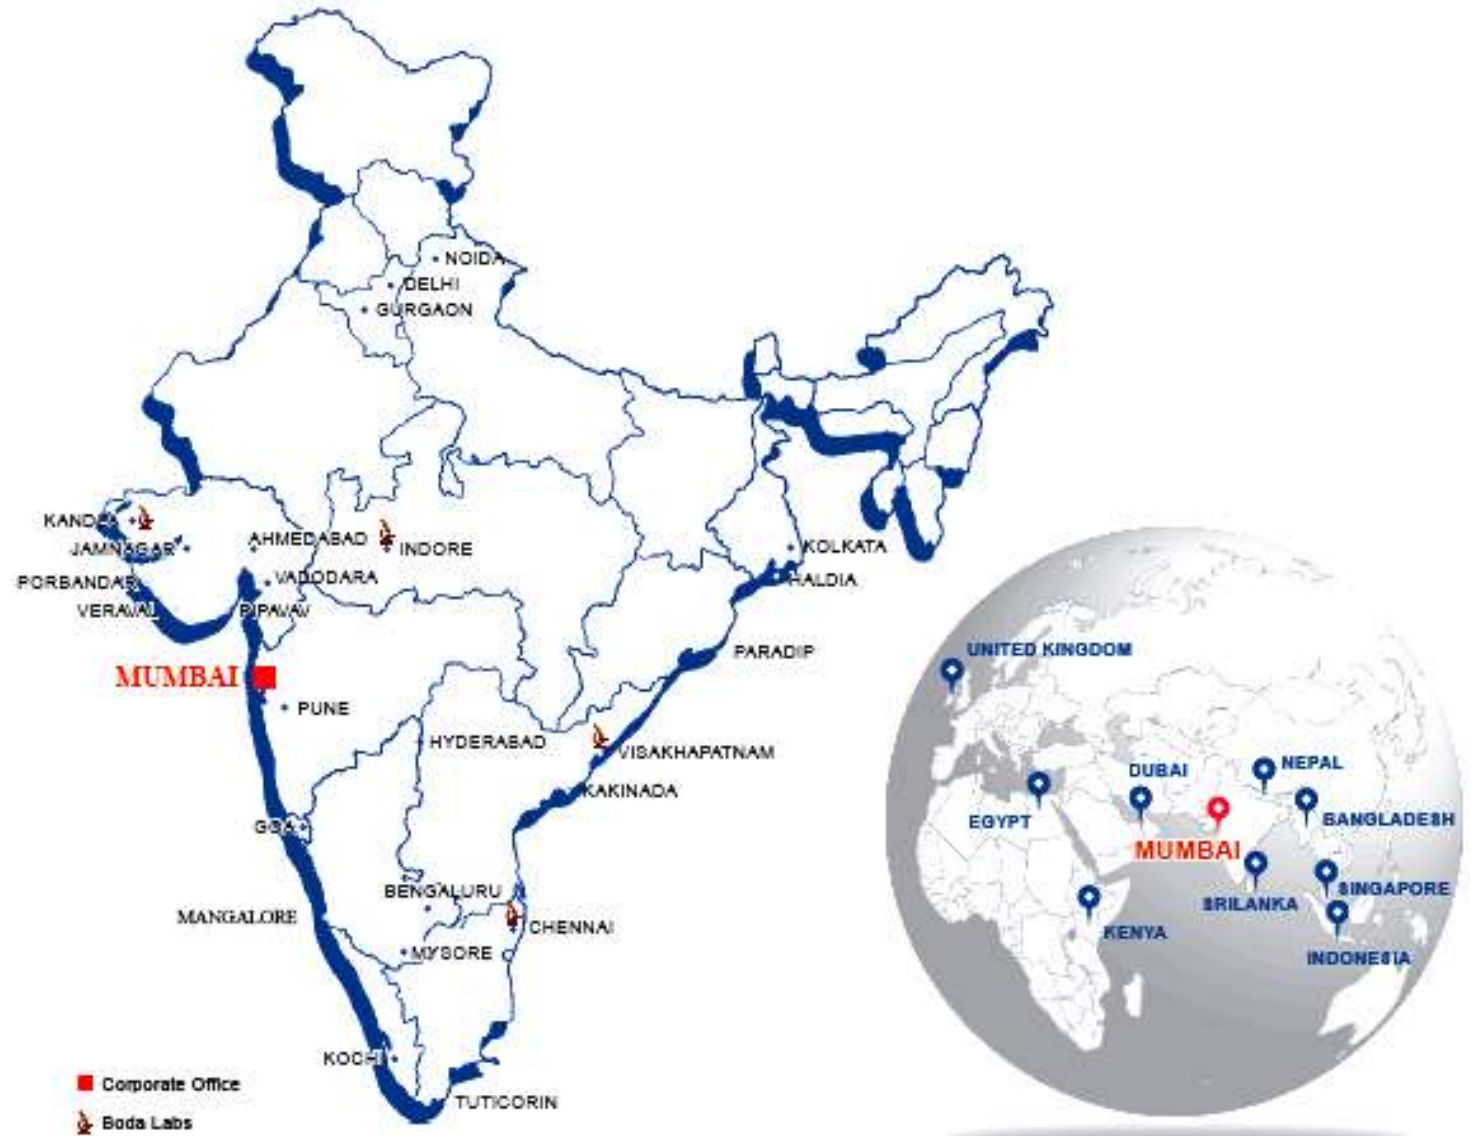 NOIDA
DELHI
GURGAON
KANDLA
JAMNAGAR
AHMEDABAD
INDORE
KOLKATA
PORBANDAR
VADODARA
HALDIA
VERAVAL
PIPAVAV
PARADIP
MUMBAI
PUNE
HYDERABAD
VISAKHAPATNAM
KAKINADA
GOA
BENGALURU
MANGALORE
CHENNAI
MYSORE
KOCHI
TUTICORIN
Corporate Office
Boda Labs
UNITED KINGDOM
NEPAL
DUBAI
EGYPT
BANGLADESH
MUMBAI
SINGAPORE
SRILANKA
KENYA
INDONESIA